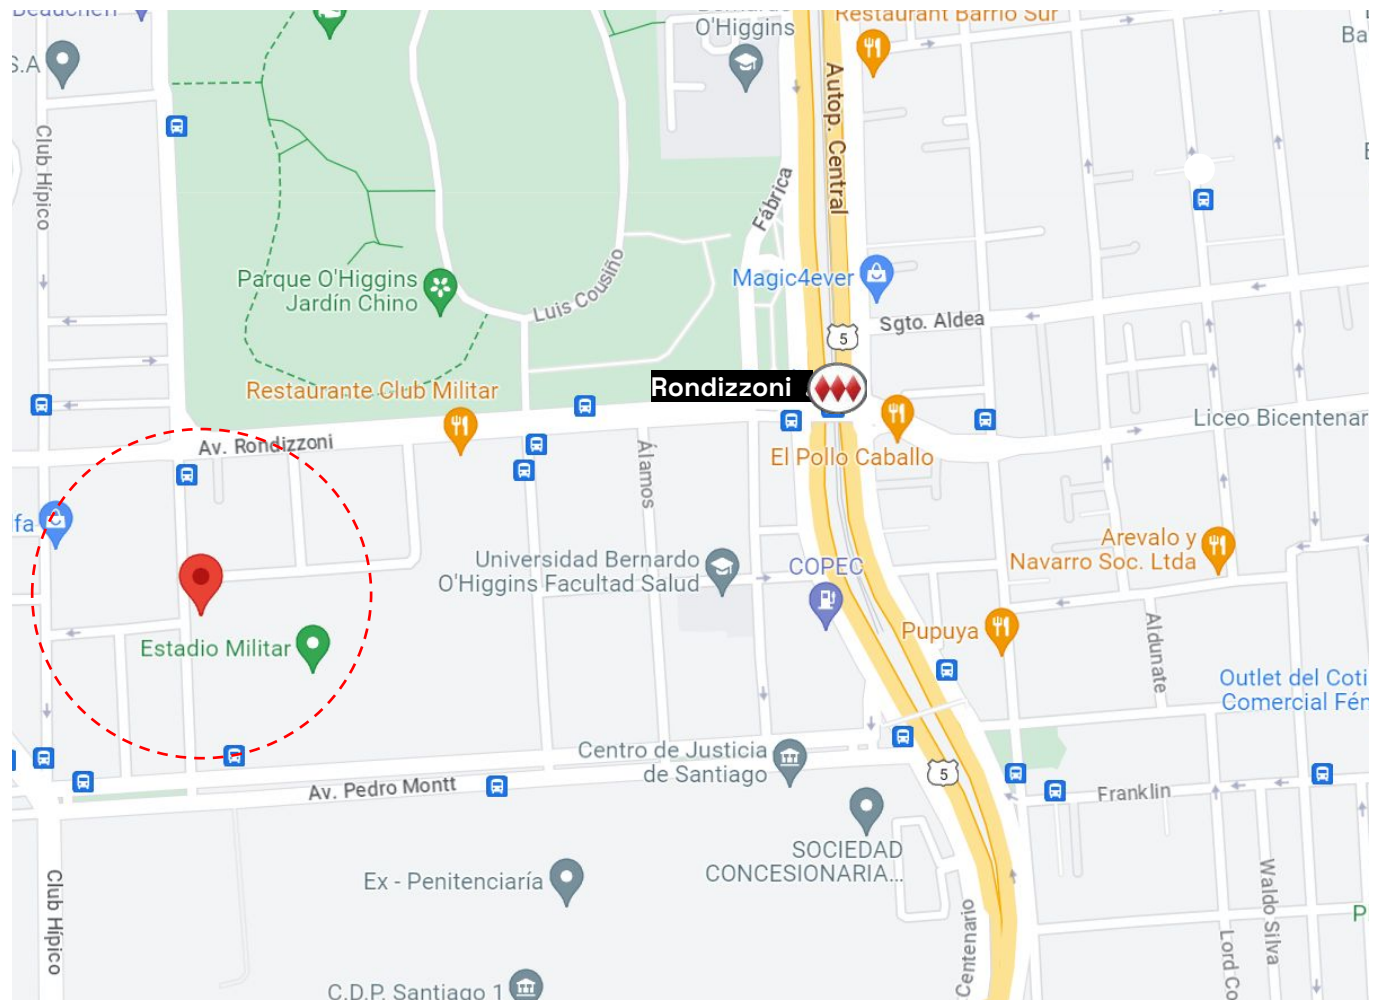 Beauchef
O'Higgins
Restaurant Barrio Sur
Ba
S.A
Autop. Central
Club Hípico
Fábrica
Parque O'Higgins
Jardín Chino
Luis Cousiño
Magic4ever
Sgto. Aldea
5
Restaurante Club Militar
Rondizzoni
Liceo Bicentenar
Av. Rondizzoni
El Pollo Caballo
Álamos
lfa
Universidad Bernardo
O'Higgins Facultad Salud
COPEC
Arevalo y
Navarro Soc. Ltda
Pupuya
Aldunate
Estadio Militar
Outlet del Coti
Comercial Fén
Centro de Justicia
de Santiago
5
Av. Pedro Montt
Franklin
SOCIEDAD
CONCESIONARIA...
Ex - Penitenciaría
Club Hípico
Centenario
Waldo Silva
Lord Co
P
C.D.P. Santiago 1